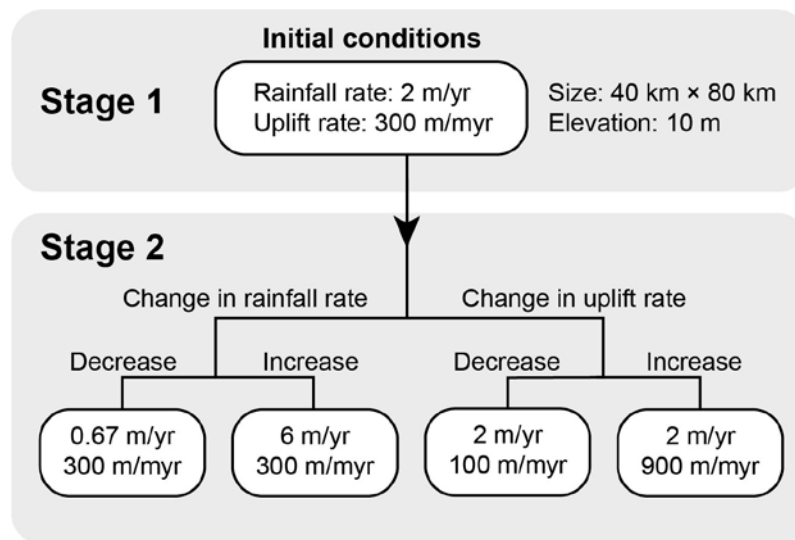 Initial conditions
Stage 1
Rainfall rate: 2 m/yr
Uplift rate: 300 m/myr
Size: 40 km × 80 km
Elevation: 10 m
Stage 2
Change in rainfall rate
Change in uplift rate
Decrease
Increase
Decrease
Increase
0.67 m/yr
300 m/myr
6 m/yr
300 m/myr
2 m/yr
100 m/myr
2 m/yr
900 m/myr